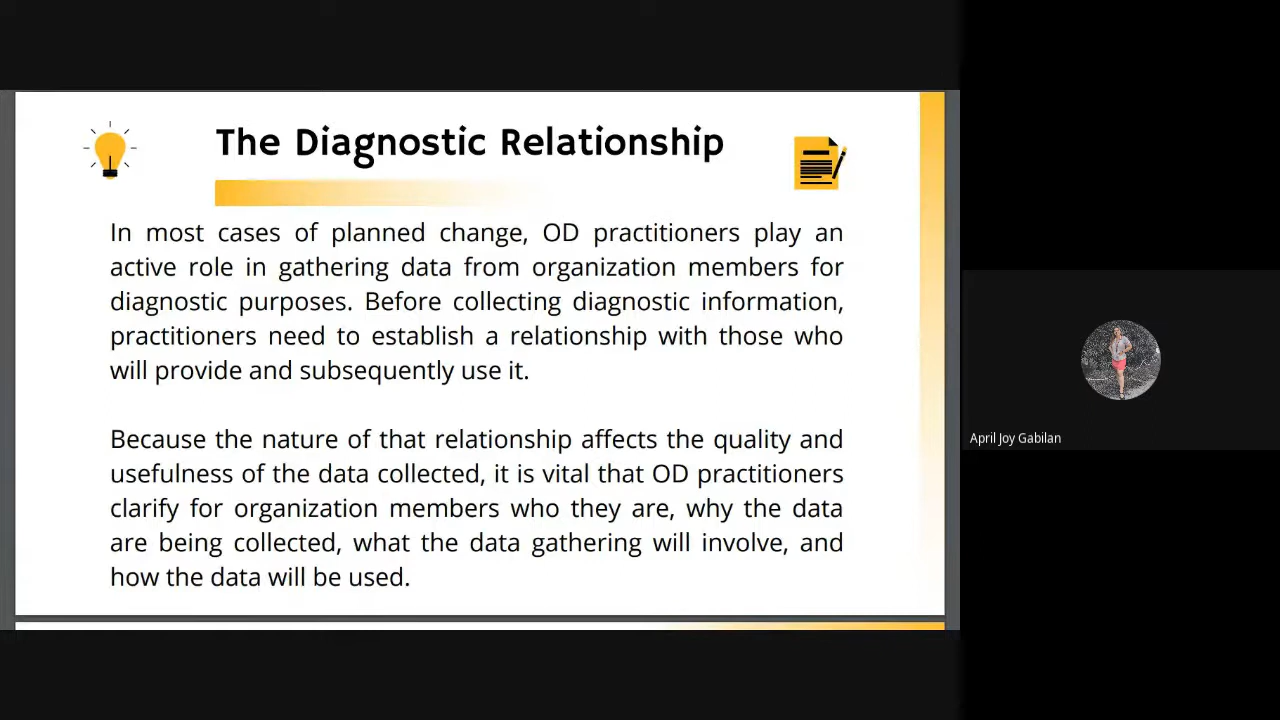 The Diagnostic Relationship
In most cases of planned change, OD practitioners play an
active role in gathering data from organization members for
diagnostic purposes. Before collecting diagnostic information,
practitioners need to establish a relationship with those who
will provide and subsequently use it.
Because the nature of that relationship affects the quality and
usefulness of the data collected, it is vital that OD practitioners
clarify for organization members who they are, why the data
are being collected, what the data gathering will involve, and
how the data will be used.
April Joy Gabilan